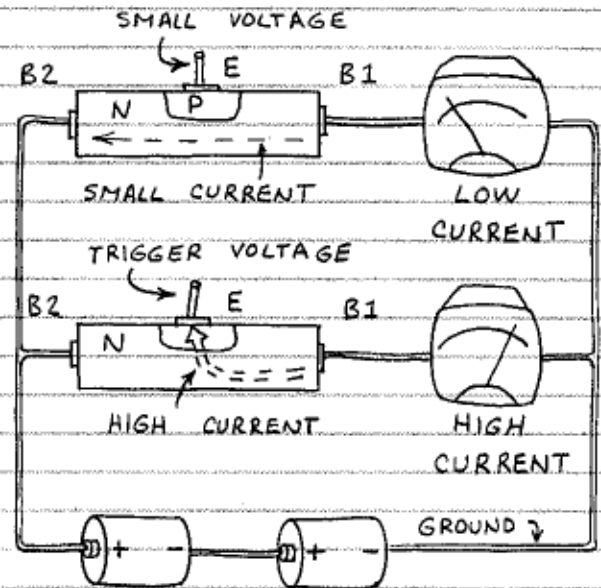 SMALL VOLTAGE
B2 E B1
N P
SMALL CURRENT
LOW
CURRENT
TRIGGER VOLTAGE
B2 E B1
N
HIGH CURRENT
HIGH
CURRENT
GROUND
+ - + -